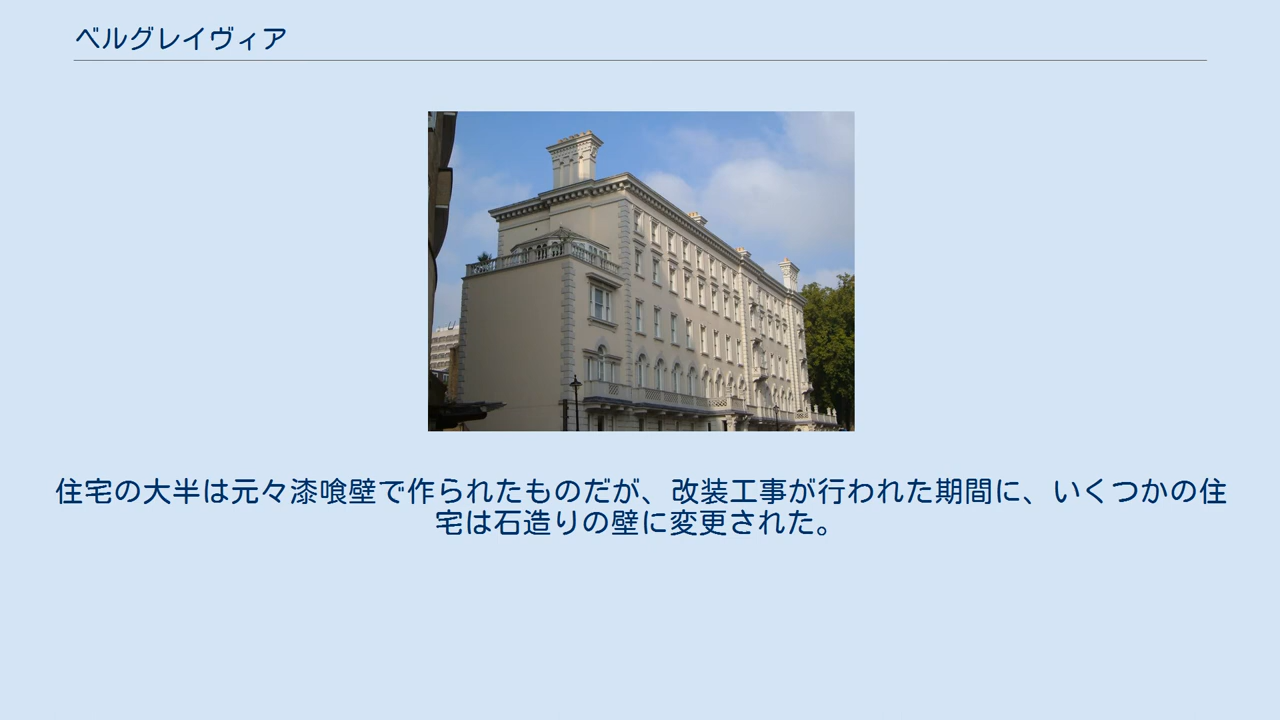 ベルグレイヴィア
住宅の大半は元々漆喰壁で作られたものだが、改装工事が行われた期間に、いくつかの住
宅は石造りの壁に変更された。